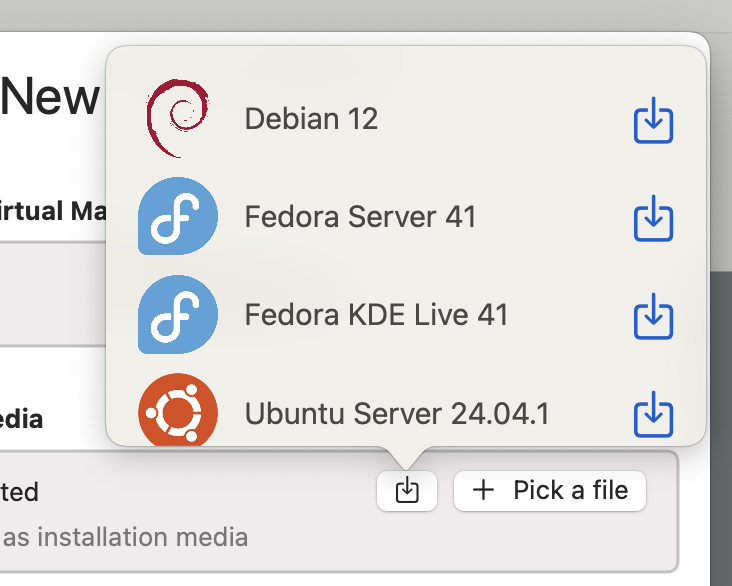 New
Debian 12
irtual Ma
Fedora Server 41
Fedora KDE Live 41
edia
Ubuntu Server 24.04.1
ted
Pick a file
as installation media